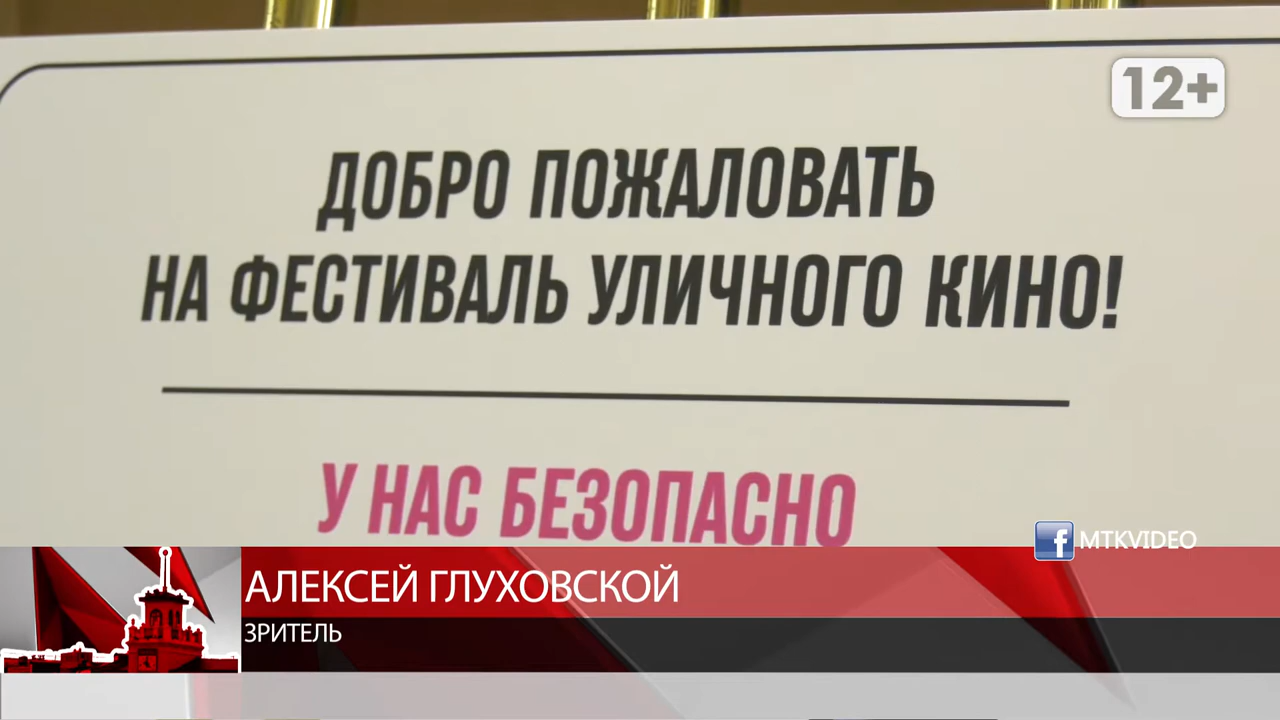 12+
ДОБРО ПОЖАЛОВАТЬ
НА ФЕСТИВАЛЬ УЛИЧНОГО КИНО!
У НАС БЕЗОПАСНО
f MTKVIDEO
АЛЕКСЕЙ ГЛУХОВСКОЙ
ЗРИТЕЛЬ